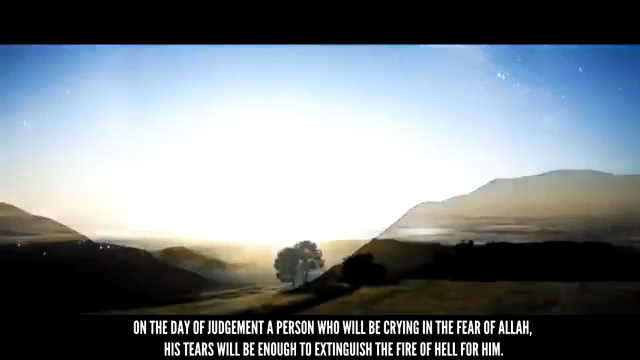 ON THE DAY OF JUDGEMENT A PERSON WHO WILL BE CRYING IN THE FEAR OF ALLAH,
HIS TEARS WILL BE ENOUGH TO EXTINGUISH THE FIRE OF HELL FOR HIM.